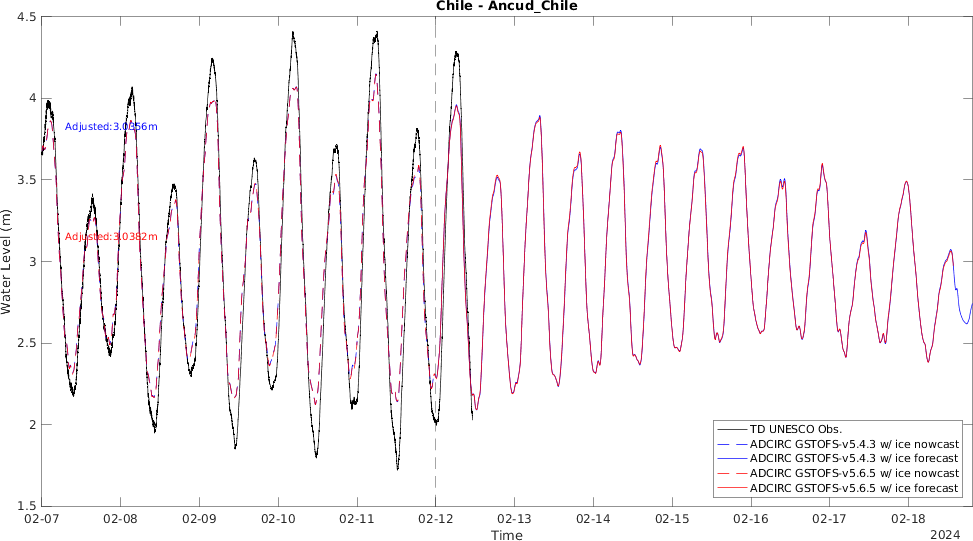 Chile - Ancud_Chile
4.5
4
3.5
3
2.5
2
1.5
Water Level (m)
Adjusted:3.0356m
Adjusted:3.0382m
TD UNESCO Obs.
ADCIRC GSTOFS-v5.4.3 w/ ice nowcast
ADCIRC GSTOFS-v5.4.3 w/ ice forecast
ADCIRC GSTOFS-v5.6.5 w/ ice nowcast
ADCIRC GSTOFS-v5.6.5 w/ ice forecast
02-07 02-08 02-09 02-10 02-11 02-12 02-13 02-14 02-15 02-16 02-17 02-18
Time
2024